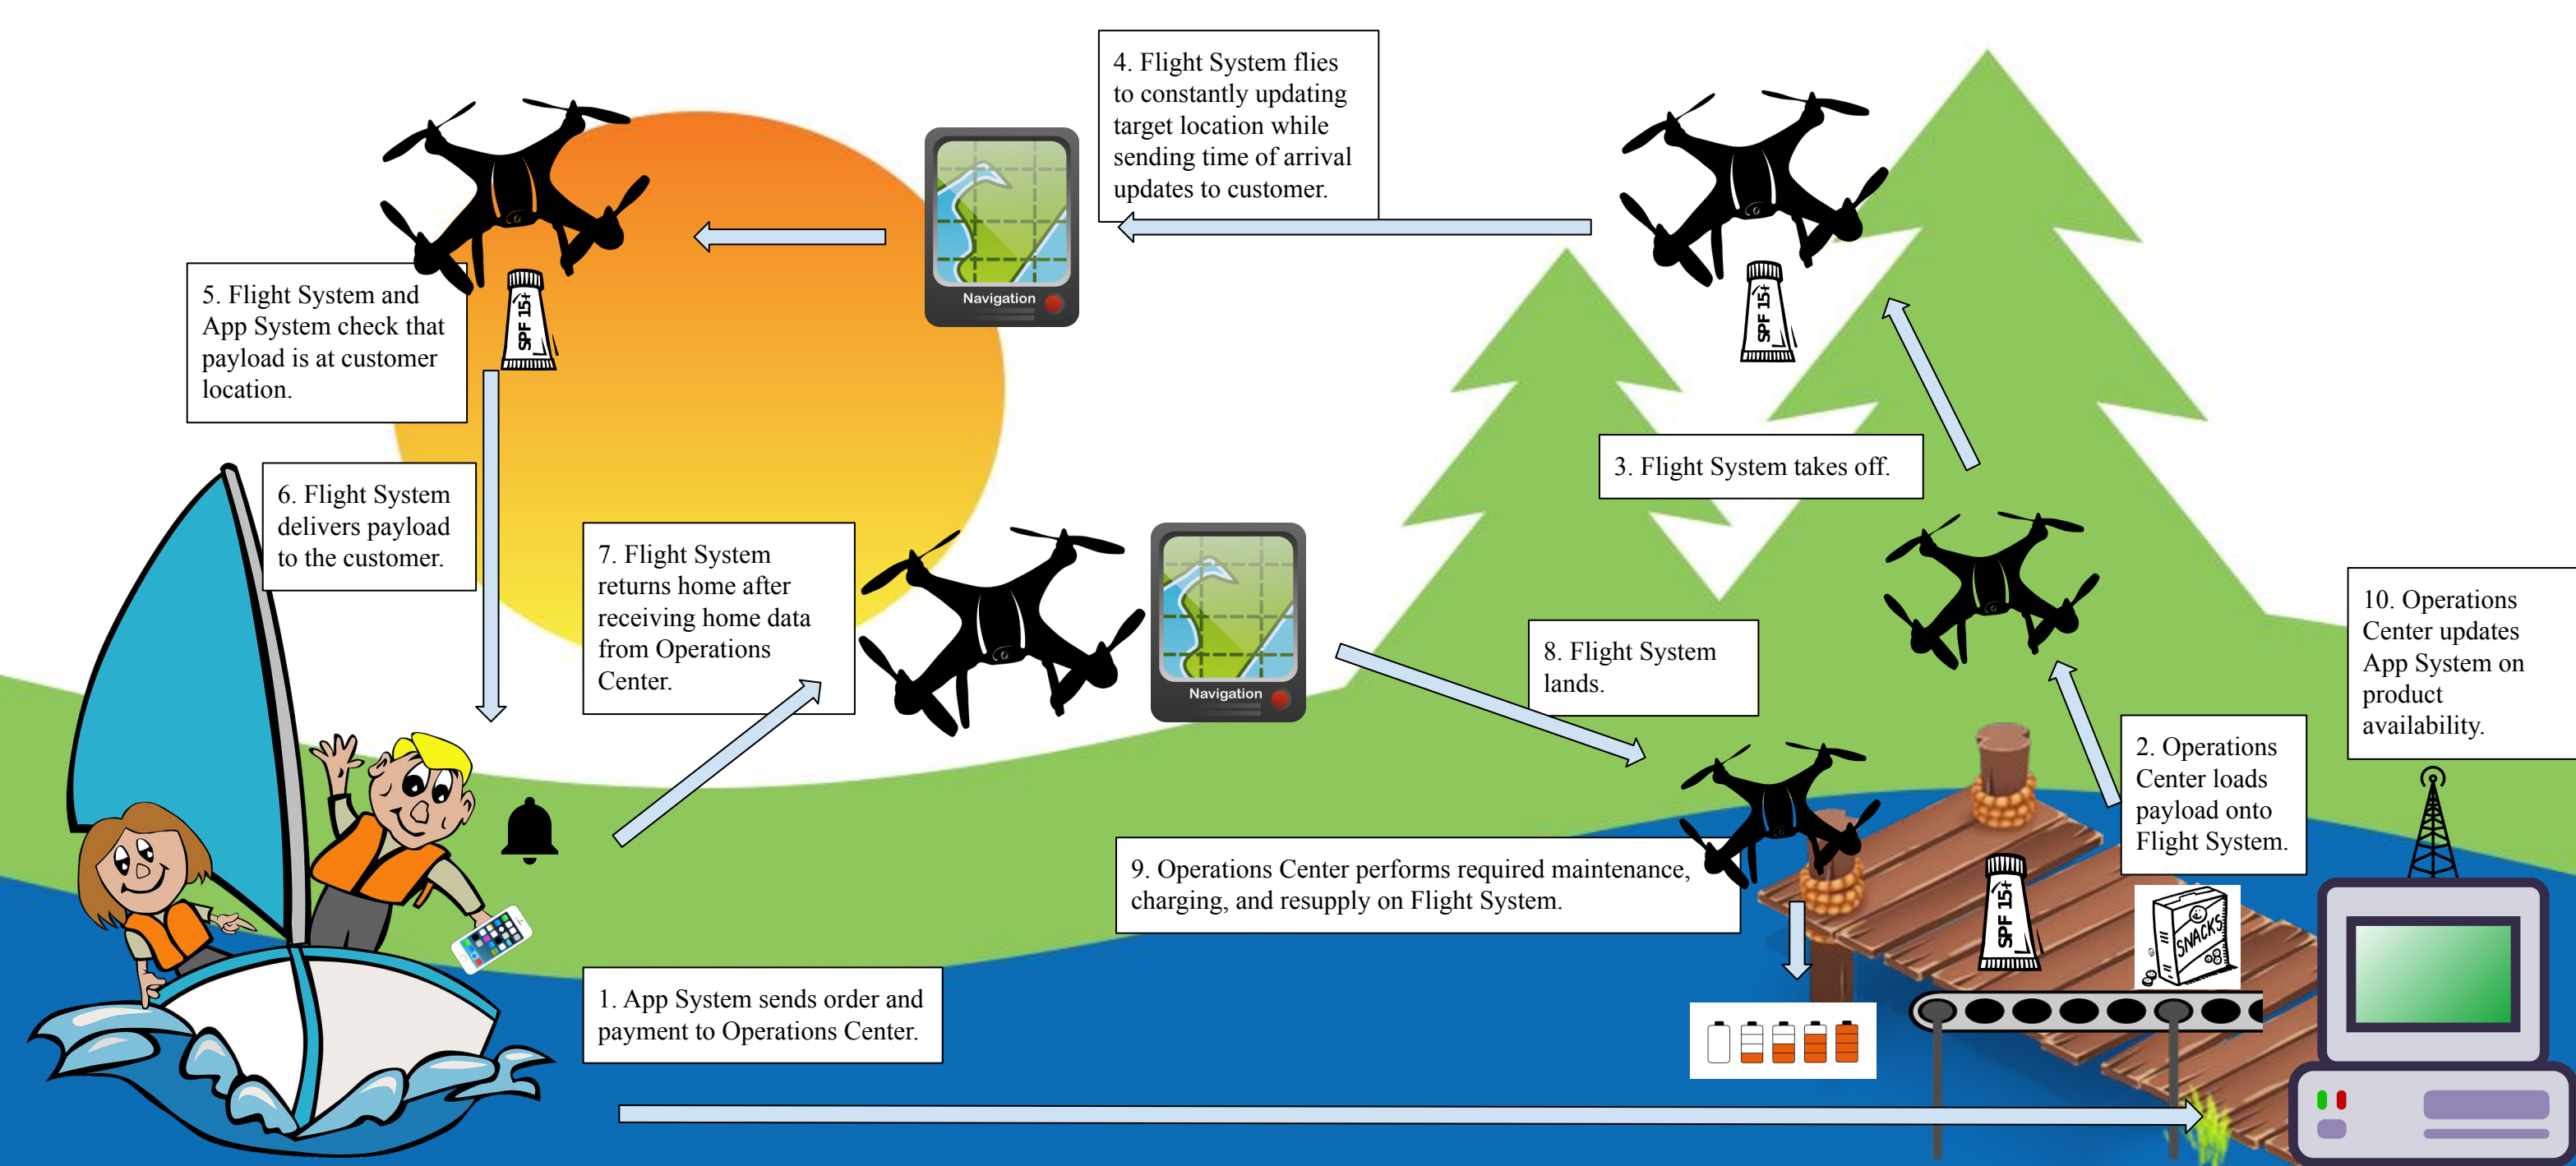 4. Flight System flies
to constantly updating
target location while
sending time of arrival
updates to customer.
5. Flight System and
App System check that
payload is at customer
location.
SPF 15+
Navigation
SPF 15+
3. Flight System takes off.
6. Flight System
delivers payload
to the customer.
7. Flight System
returns home after
receiving home data
from Operations
Center.
Navigation
8. Flight System
lands.
10. Operations
Center updates
App System on
product
availability.
2. Operations
Center loads
payload onto
Flight System.
9. Operations Center performs required maintenance,
charging, and resupply on Flight System.
SPF 15+
SNACKS
1. App System sends order and
payment to Operations Center.